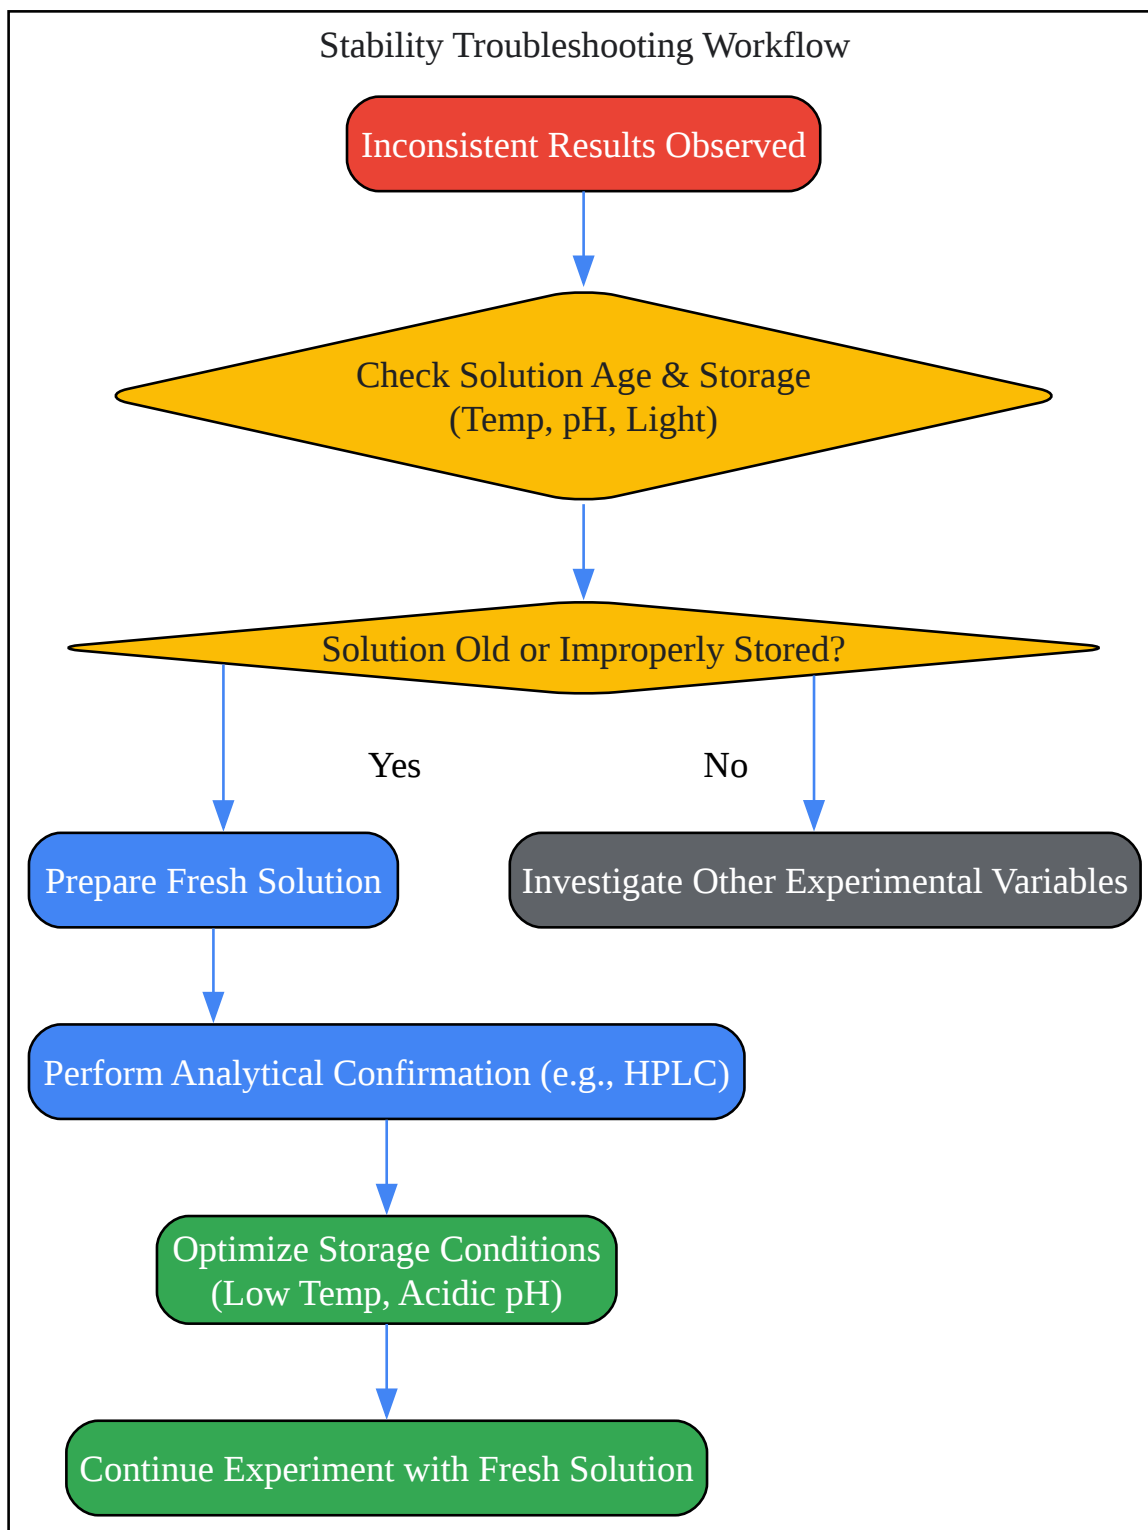 Stability Troubleshooting Workflow
Inconsistent Results Observed
Check Solution Age & Storage
(Temp, pH, Light)
Solution Old or Improperly Stored?
Yes
No
Prepare Fresh Solution
Investigate Other Experimental Variables
Perform Analytical Confirmation (e.g., HPLC)
Optimize Storage Conditions
(Low Temp, Acidic pH)
Continue Experiment with Fresh Solution